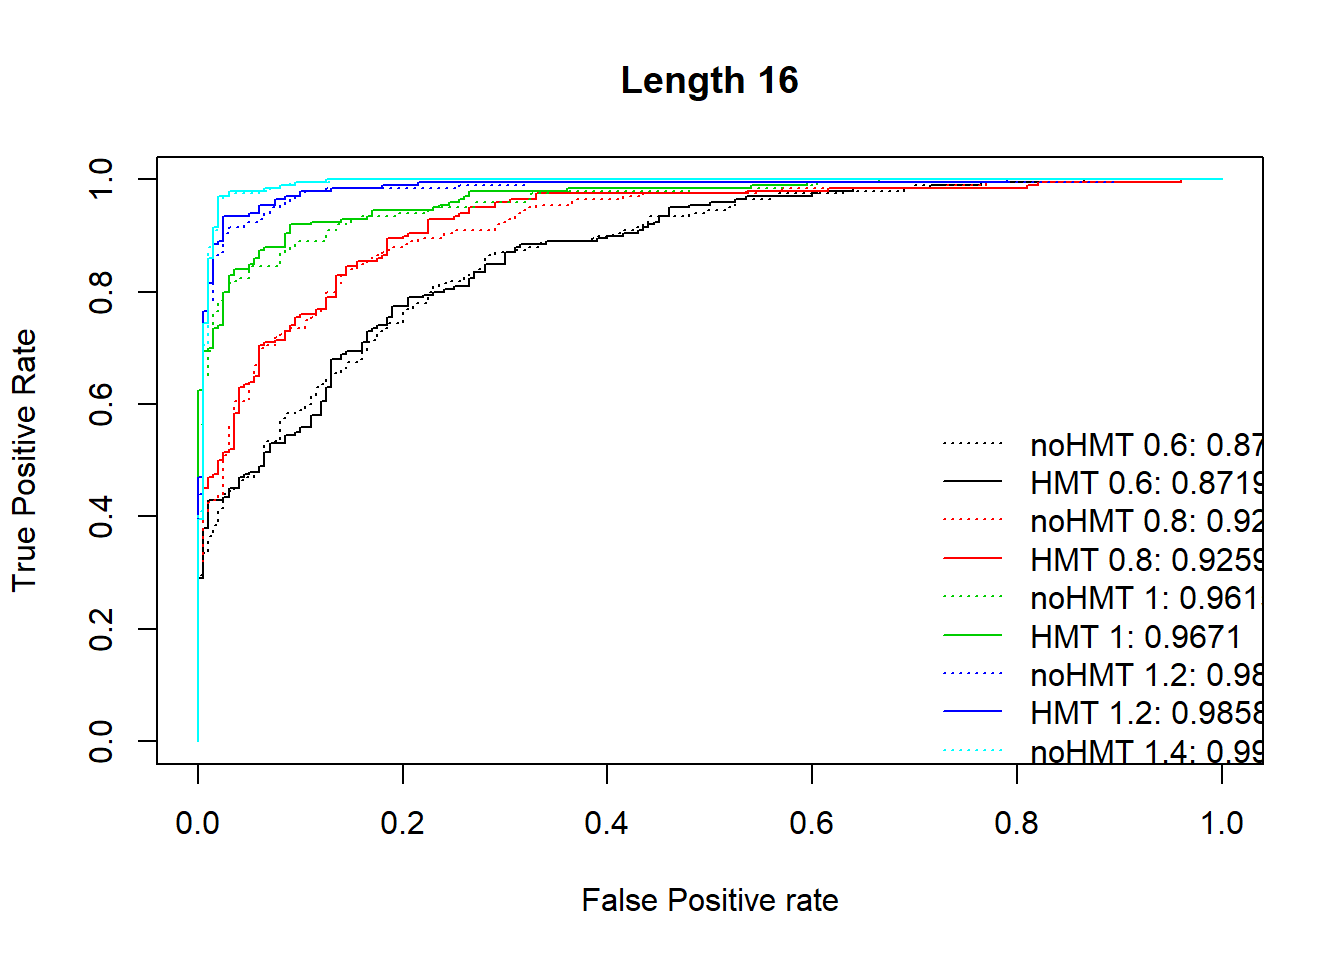 Length 16
True Positive Rate
1.0
0.8
0.6
0.4
0.2
0.0
noHMT 0.6: 0.87
HMT 0.6: 0.8719
noHMT 0.8: 0.92
HMT 0.8: 0.9259
noHMT 1: 0.961
HMT 1: 0.9671
noHMT 1.2: 0.98
HMT 1.2: 0.9858
noHMT 1.4: 0.99
0.0 0.2 0.4 0.6 0.8 1.0
False Positive rate